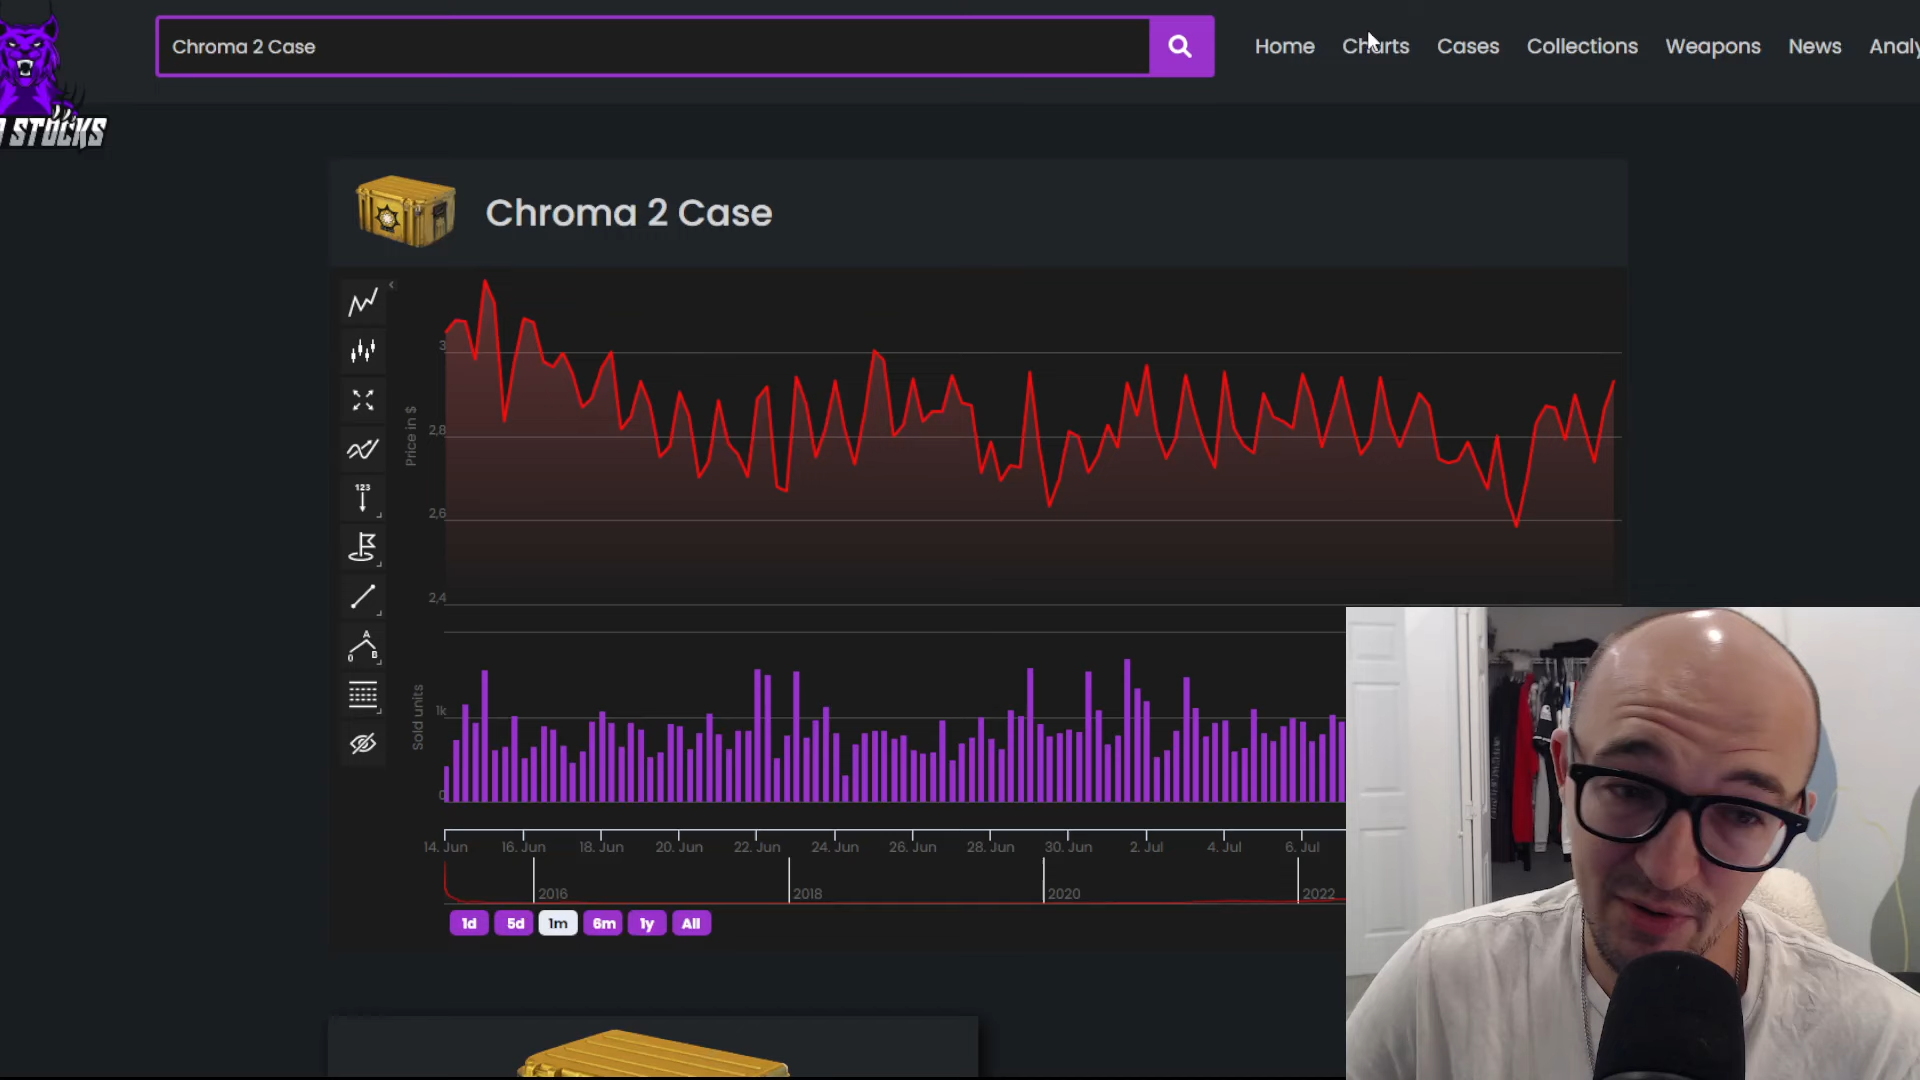 Chroma 2 Case
Home
Charts
Cases
Collections
Weapons
News
Analy
STOCKS
Chroma 2 Case
3
2,8
2,6
2,4
Price in $
123
A
0
B
1k
0
Sold units
14. Jun
16. Jun
18. Jun
20. Jun
22. Jun
24. Jun
26. Jun
28. Jun
30. Jun
2. Jul
4. Jul
6. Jul
2016
2018
2020
2022
1d
5d
1m
6m
1y
All